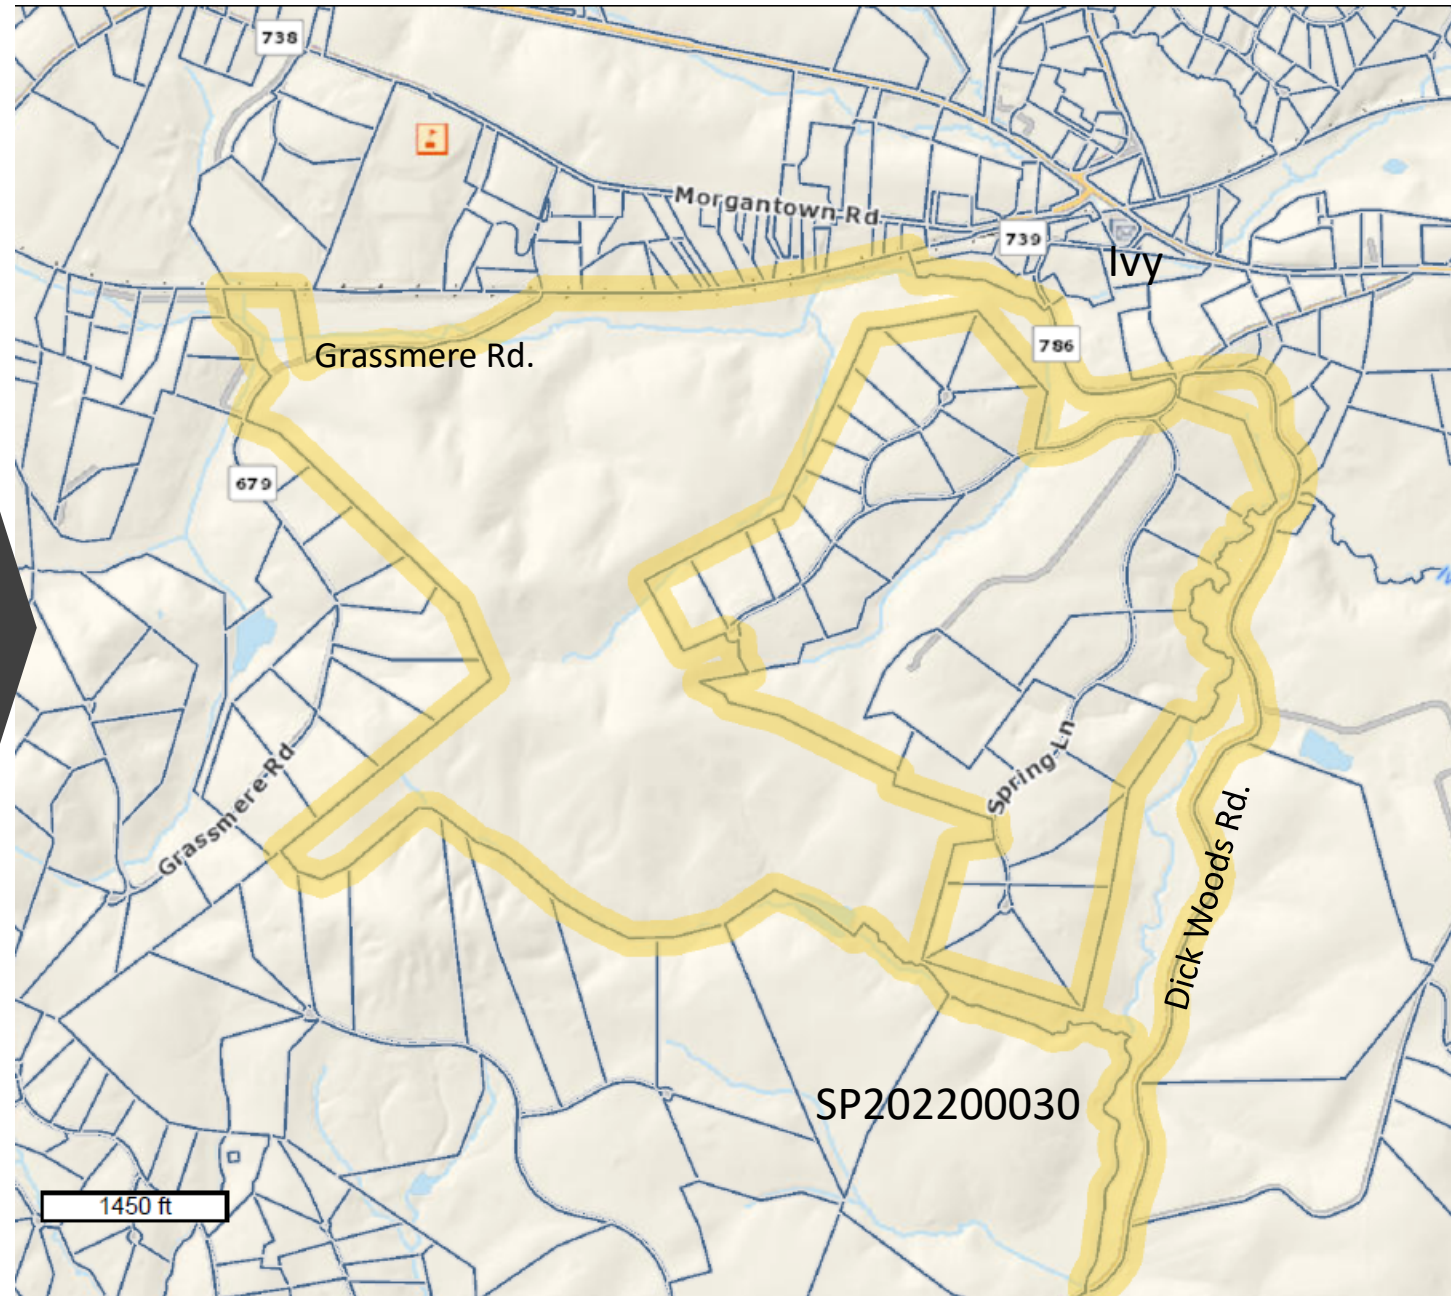 738
Morgantown Rd
739
Ivy
786
Grassmere Rd.
679
Spring Ln
Grassmere Rd
Dick Woods Rd.
SP202200030
1450 ft